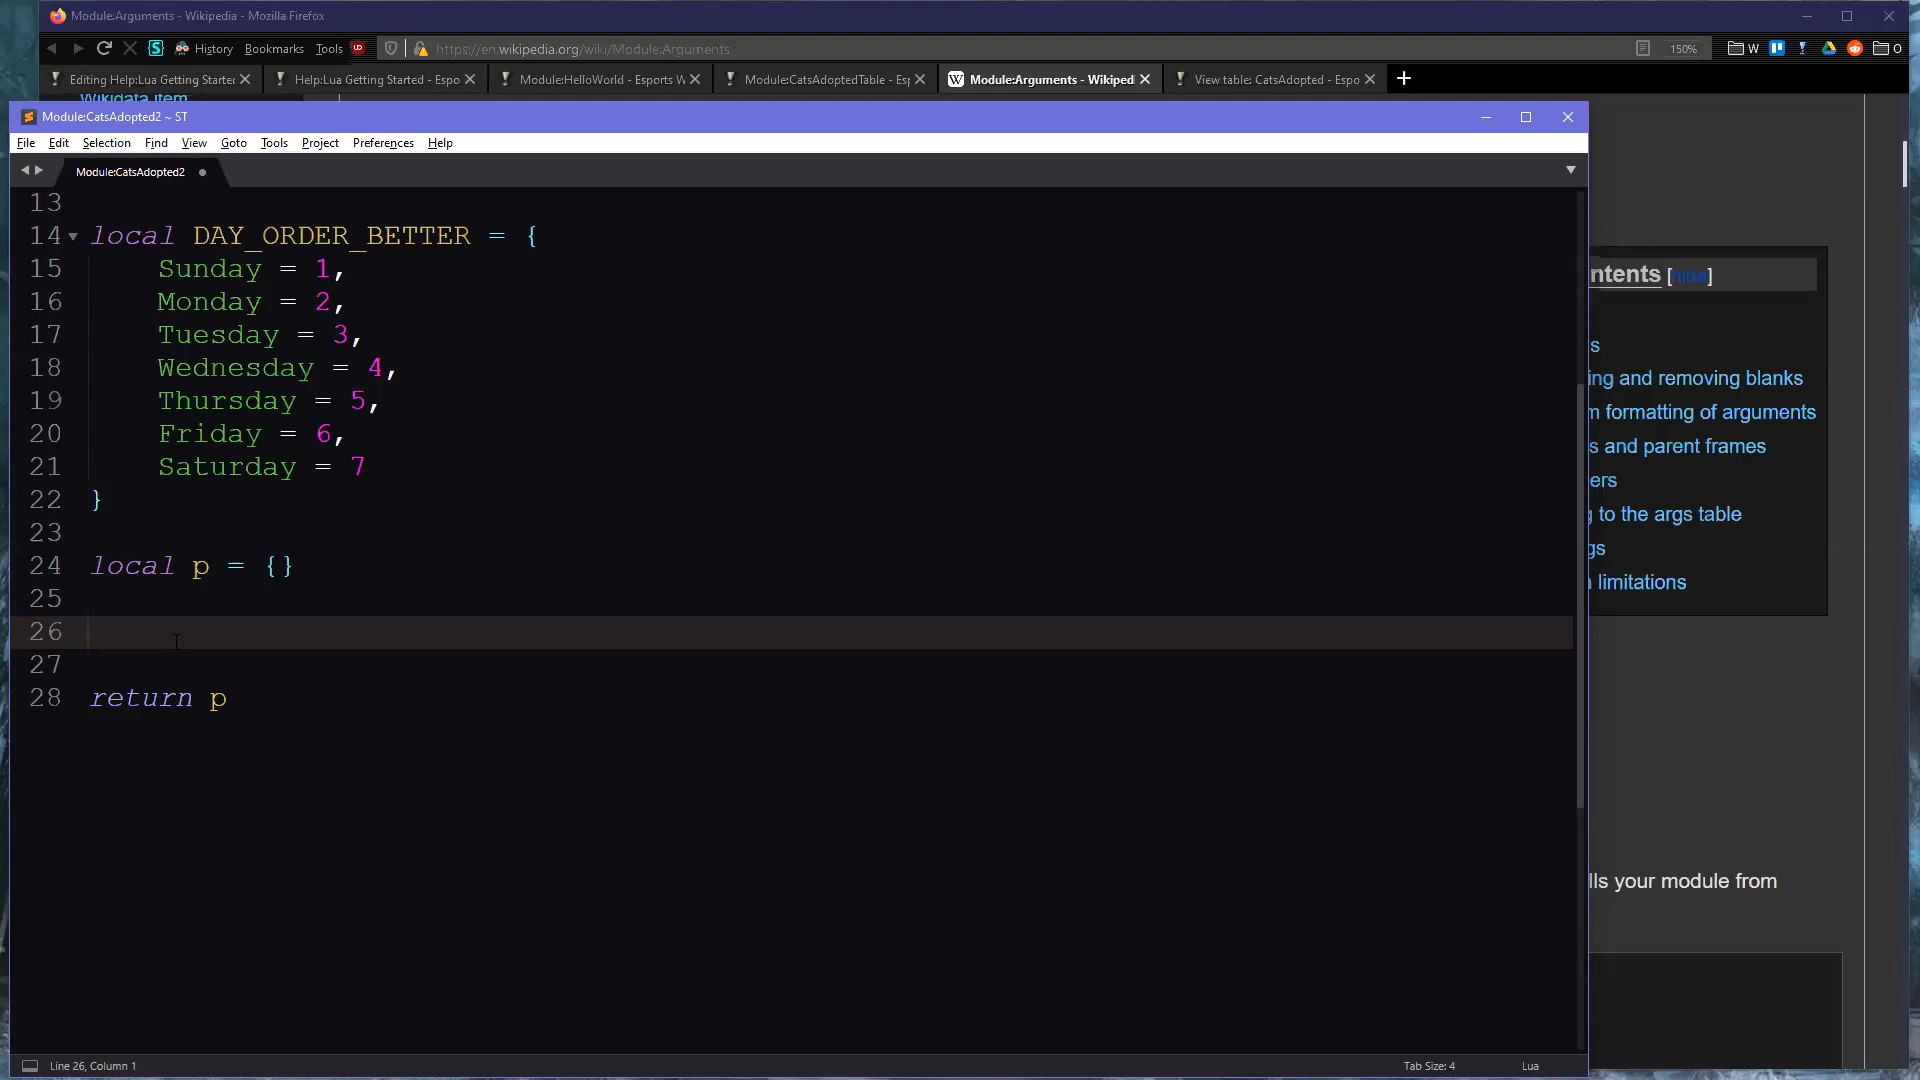 Module:Arguments - Wikipedia - Mozilla Firefox
History Bookmarks Tools https://en.wikipedia.org/wiki/Module:Arguments 150% W O
Editing Help:Lua Getting Starte Help:Lua Getting Started - Espo Module:HelloWorld - Esports W Module:CatsAdoptedTable - Esp Module:Arguments - Wikiped View table: CatsAdopted - Espo
Wikidata item
Module:CatsAdopted2 ~ ST
File Edit Selection Find View Goto Tools Project Preferences Help
Module:CatsAdopted2
13
14 local DAY_ORDER_BETTER = {
15 Sunday = 1,
16 Monday = 2,
17 Tuesday = 3,
18 Wednesday = 4,
19 Thursday = 5,
20 Friday = 6,
21 Saturday = 7
22 }
23
24 local p = {}
25
26
27
28 return p
ntents [hide]
s
ing and removing blanks
m formatting of arguments
s and parent frames
ers
g to the args table
gs
n limitations
lls your module from
Line 26, Column 1 Tab Size: 4 Lua